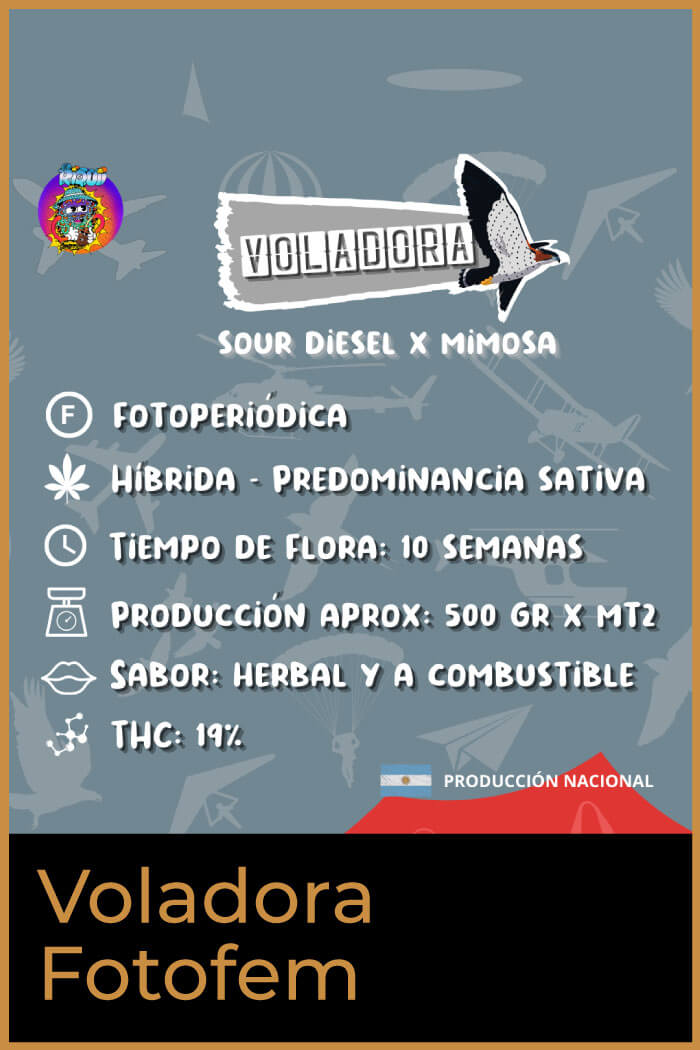 RIQUI
VOLADORA
SOUR DIESEL X MIMOSA
F
FOTOPERIÓDICA
HÍBRIDA - PREDOMINANCIA SATIVA
TIEMPO DE FLORA: 10 SEMANAS
PRODUCCIÓN APROX: 500 GR X MT2
SABOR: HERBAL Y A COMBUSTIBLE
THC: 19%
PRODUCCIÓN NACIONAL
Voladora
Fotofem